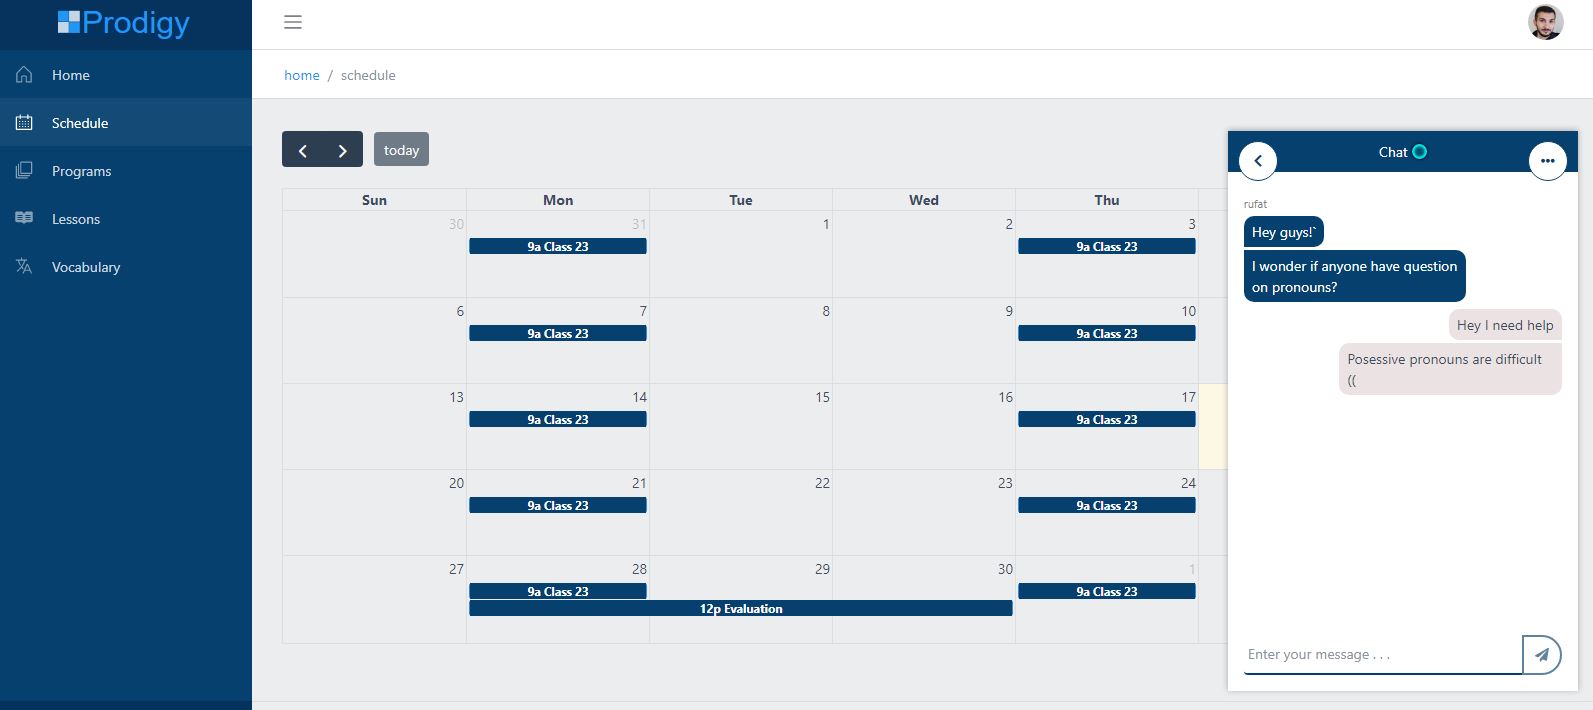 Prodigy
Home
Schedule
Programs
Lessons
Vocabulary
home / schedule
today
Sun Mon Tue Wed Thu
30 31 1 2 3
9a Class 23 9a Class 23
6 7 8 9 10
9a Class 23 9a Class 23
13 14 15 16 17
9a Class 23 9a Class 23
20 21 22 23 24
9a Class 23 9a Class 23
27 28 29 30 1
9a Class 23 9a Class 23
12p Evaluation
Chat
rufat
Hey guys!`
I wonder if anyone have question
on pronouns?
Hey I need help
Posessive pronouns are difficult
((
Enter your message . . .